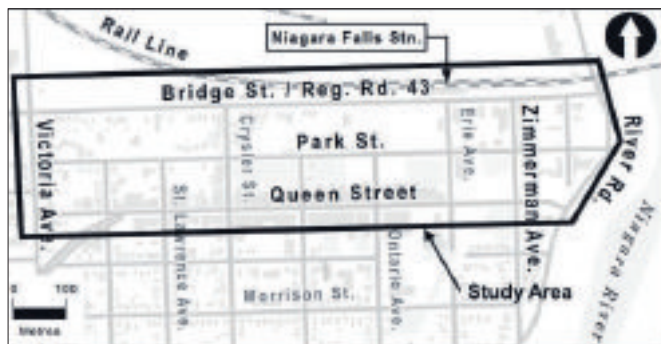 Rail Line
Niagara Falls Stn.
Bridge St. / Reg. Rd. 43
Victoria Ave.
Crysler St.
Park St.
Erie Ave.
Zimmerman Ave.
River Rd.
St. Lawrence Ave.
Queen Street
Ontario Ave.
Niagara River
Morrison St.
Study Area
0 100
Metres